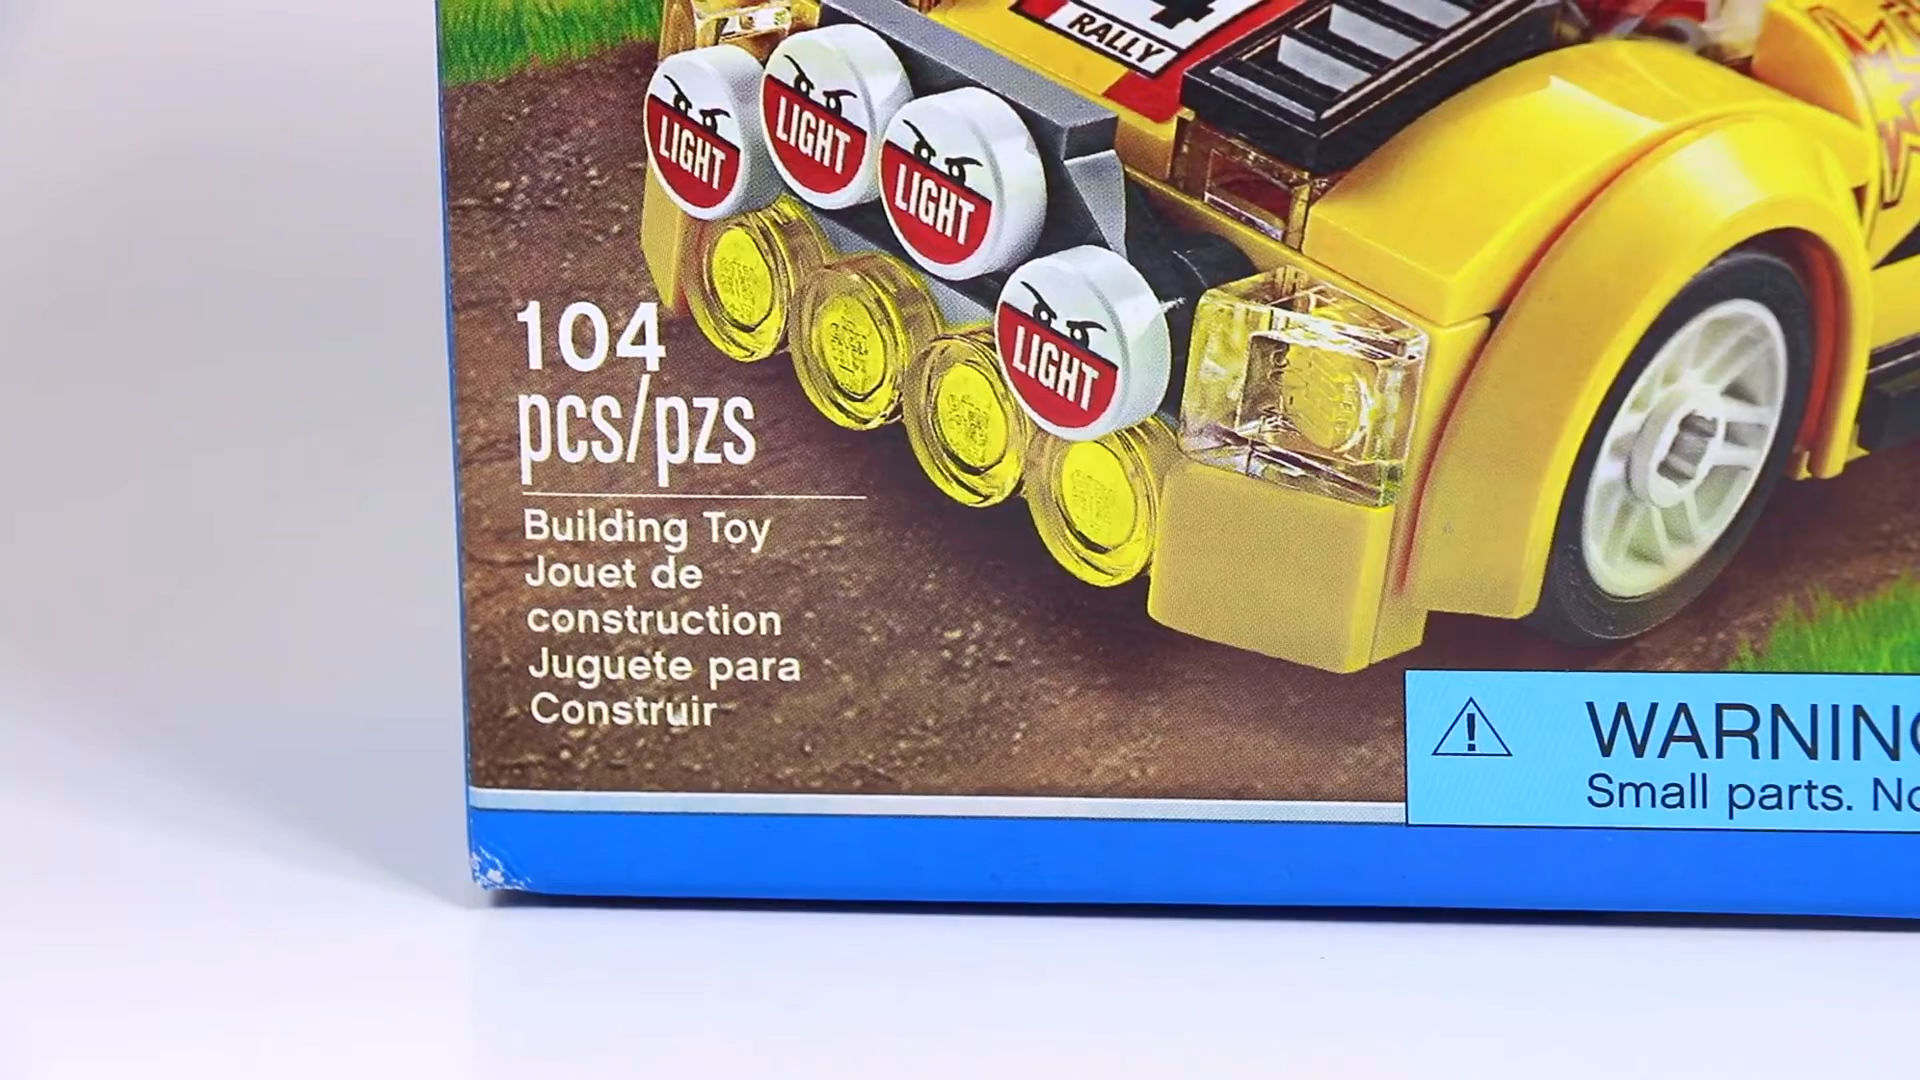 4
RALLY
LIGHT
LIGHT
LIGHT
LIGHT
104
pcs/pzs
Building Toy
Jouet de
construction
Juguete para
Construir
WARNING
Small parts. No